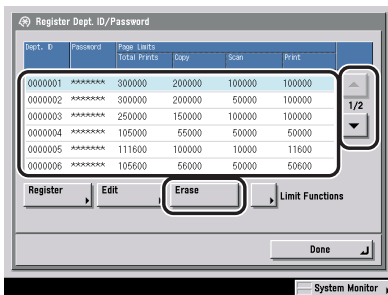 Register Dept. ID/Password
Dept. ID Password Page Limits
Total Prints Copy Scan Print
0000001 ******* 300000 200000 100000 100000
0000002 ******* 300000 200000 50000 100000
0000003 ******* 250000 150000 100000 100000
0000004 ******* 105000 55000 50000 50000
0000005 ******* 111600 100000 10000 11600
0000006 ******* 105600 56000 50000 50600
1/2
Register Edit Erase Limit Functions
Done
System Monitor